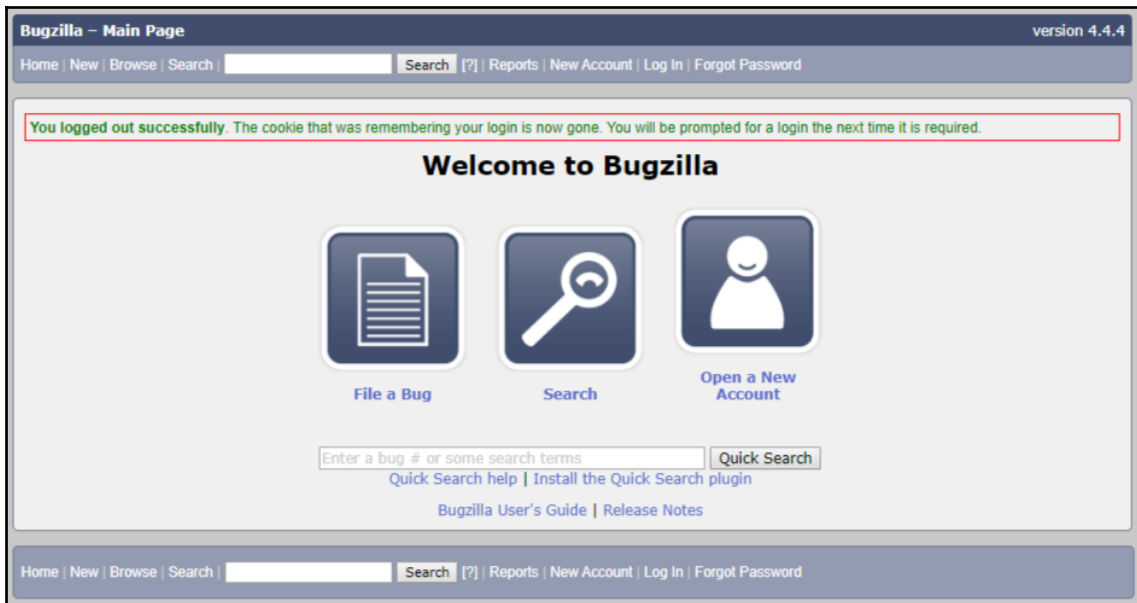 Bugzilla – Main Page version 4.4.4
Home | New | Browse | Search | Search [?] | Reports | New Account | Log In | Forgot Password
You logged out successfully. The cookie that was remembering your login is now gone. You will be prompted for a login the next time it is required.
Welcome to Bugzilla
File a Bug
Search
Open a New
Account
Enter a bug # or some search terms Quick Search
Quick Search help | Install the Quick Search plugin
Bugzilla User's Guide | Release Notes
Home | New | Browse | Search | Search [?] | Reports | New Account | Log In | Forgot Password